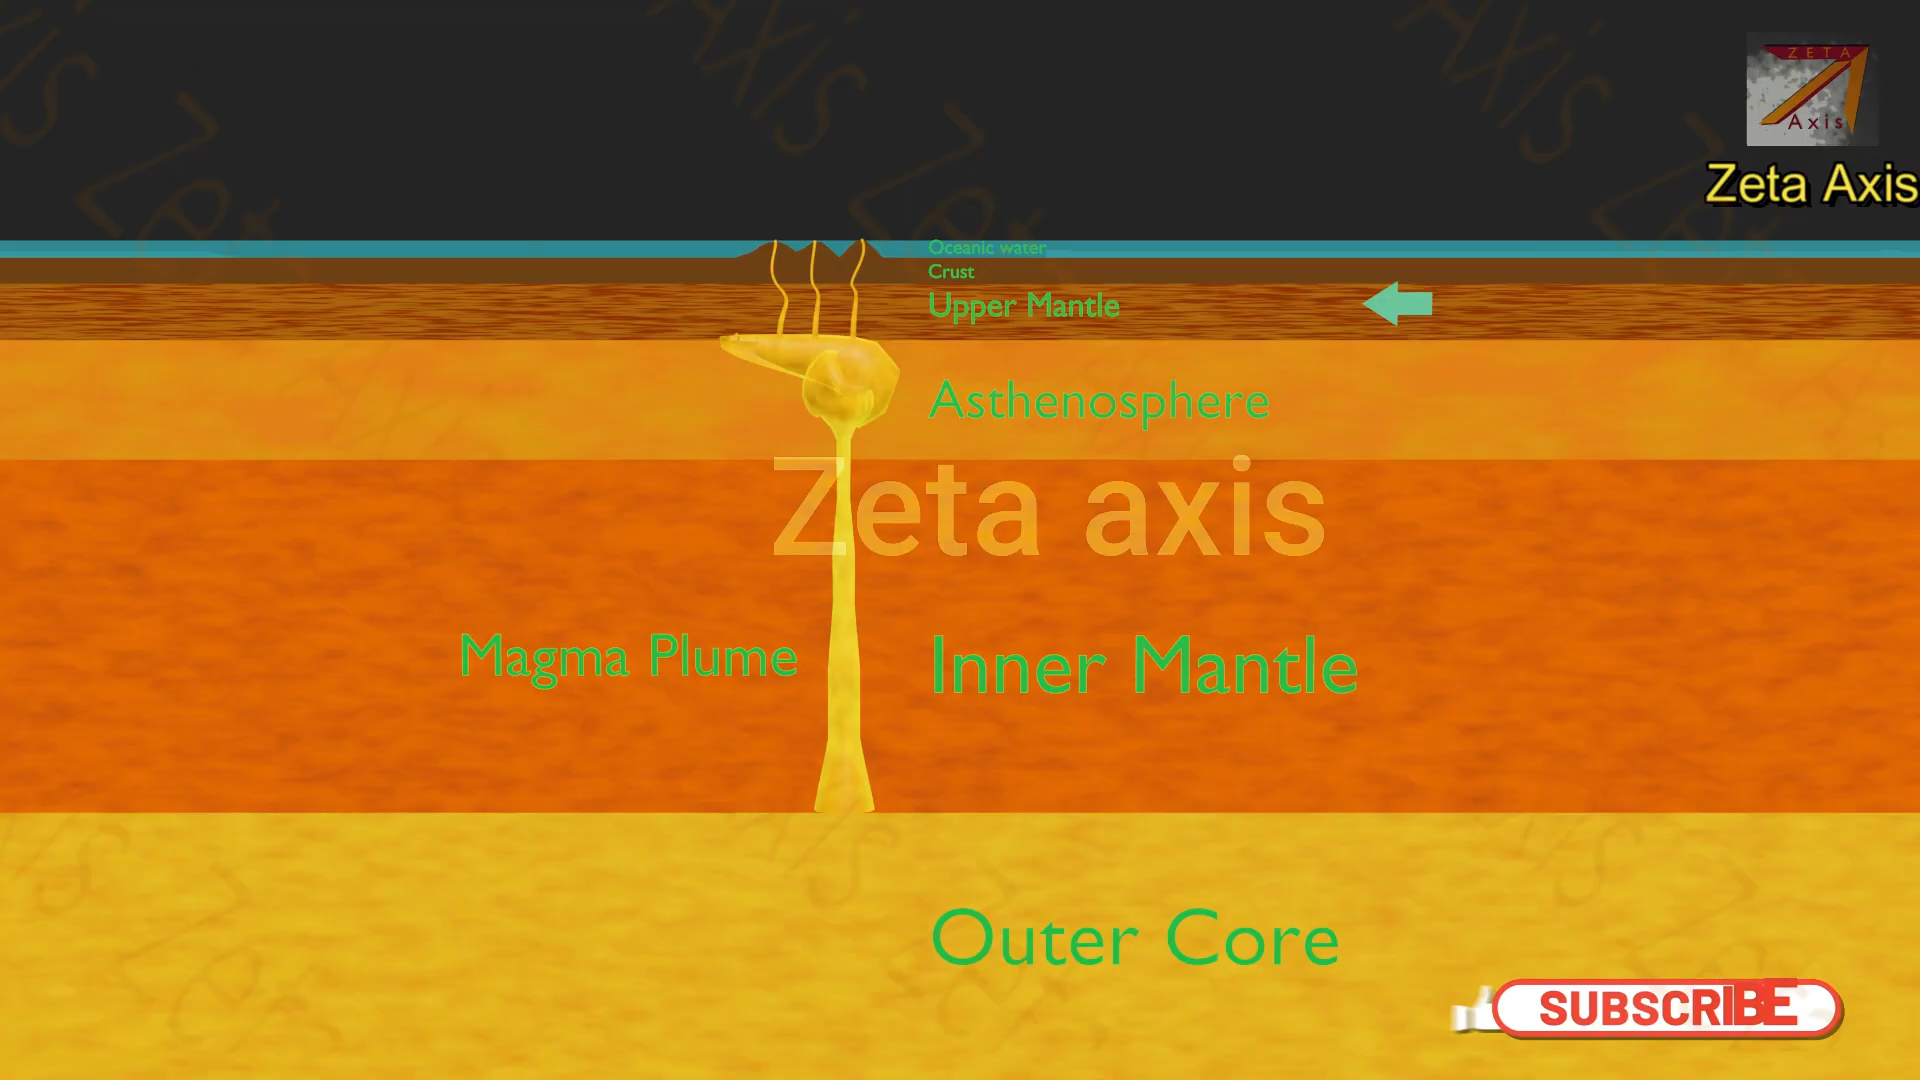 ZETA
Axis
Zeta Axis
Oceanic water
Crust
Upper Mantle
Asthenosphere
Zeta axis
Magma Plume
Inner Mantle
Outer Core
SUBSCRIBE